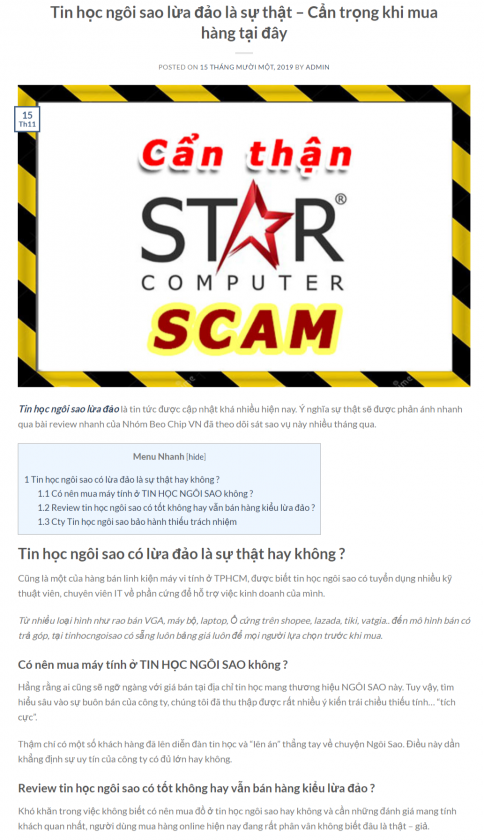 Tin học ngôi sao lừa đảo là sự thật – Cẩn trọng khi mua
hàng tại đây
POSTED ON 15 THÁNG MƯỜI MỘT, 2019 BY ADMIN
15
Th11
Cẩn thận
STAR®
COMPUTER
SCAM
Tin học ngôi sao lừa đảo là tin tức được cập nhật khá nhiều hiện nay. Ý nghĩa sự thật sẽ được phản ánh nhanh
qua bài review nhanh của Nhóm Beo Chip VN đã theo dõi sát sao vụ này nhiều tháng qua.
Menu Nhanh [hide]
1 Tin học ngôi sao có lừa đảo là sự thật hay không ?
1.1 Có nên mua máy tính ở TIN HỌC NGÔI SAO không ?
1.2 Review tin học ngôi sao có tốt không hay vẫn bán hàng kiểu lừa đảo ?
1.3 Cty Tin học ngôi sao bảo hành thiếu trách nhiệm
Tin học ngôi sao có lừa đảo là sự thật hay không ?
Cũng là một cửa hàng bán linh kiện máy vi tính ở TPHCM, được biết tin học ngôi sao có tuyển dụng nhiều kỹ
thuật viên, chuyên viên IT về phần cứng để hỗ trợ việc kinh doanh của mình.
Từ nhiều loại hình như rao bán VGA, máy bộ, laptop, Ổ cứng trên shopee, lazada, tiki, vatgia.. đến mô hình bán có
trả góp, tại tinhocngoisao có sẵng luôn bảng giá luôn để mọi người lựa chọn trước khi mua.
Có nên mua máy tính ở TIN HỌC NGÔI SAO không ?
Hẳng rằng ai cũng sẽ ngỡ ngàng với giá bán tại địa chỉ tin học mang thương hiệu NGÔI SAO này. Tuy vậy, tìm
hiểu sâu vào sự buôn bán của công ty, chúng tôi đã thu thập được rất nhiều ý kiến trái chiều thiếu tính… "tích
cực".
Thậm chí có một số khách hàng đã lên diễn đàn tin học và "lên án" thẳng tay về chuyện Ngôi Sao. Điều này dẫn
khẳng định sự uy tín của công ty có đủ lớn hay không.
Review tin học ngôi sao có tốt không hay vẫn bán hàng kiểu lừa đảo ?
Khó khăn trong việc không biết có nên mua đồ ở tin học ngôi sao hay không và cần những đánh giá mang tính
khách quan nhất, người dùng mua hàng online hiện nay đang rất phân vân không biết đâu là thật – giả.